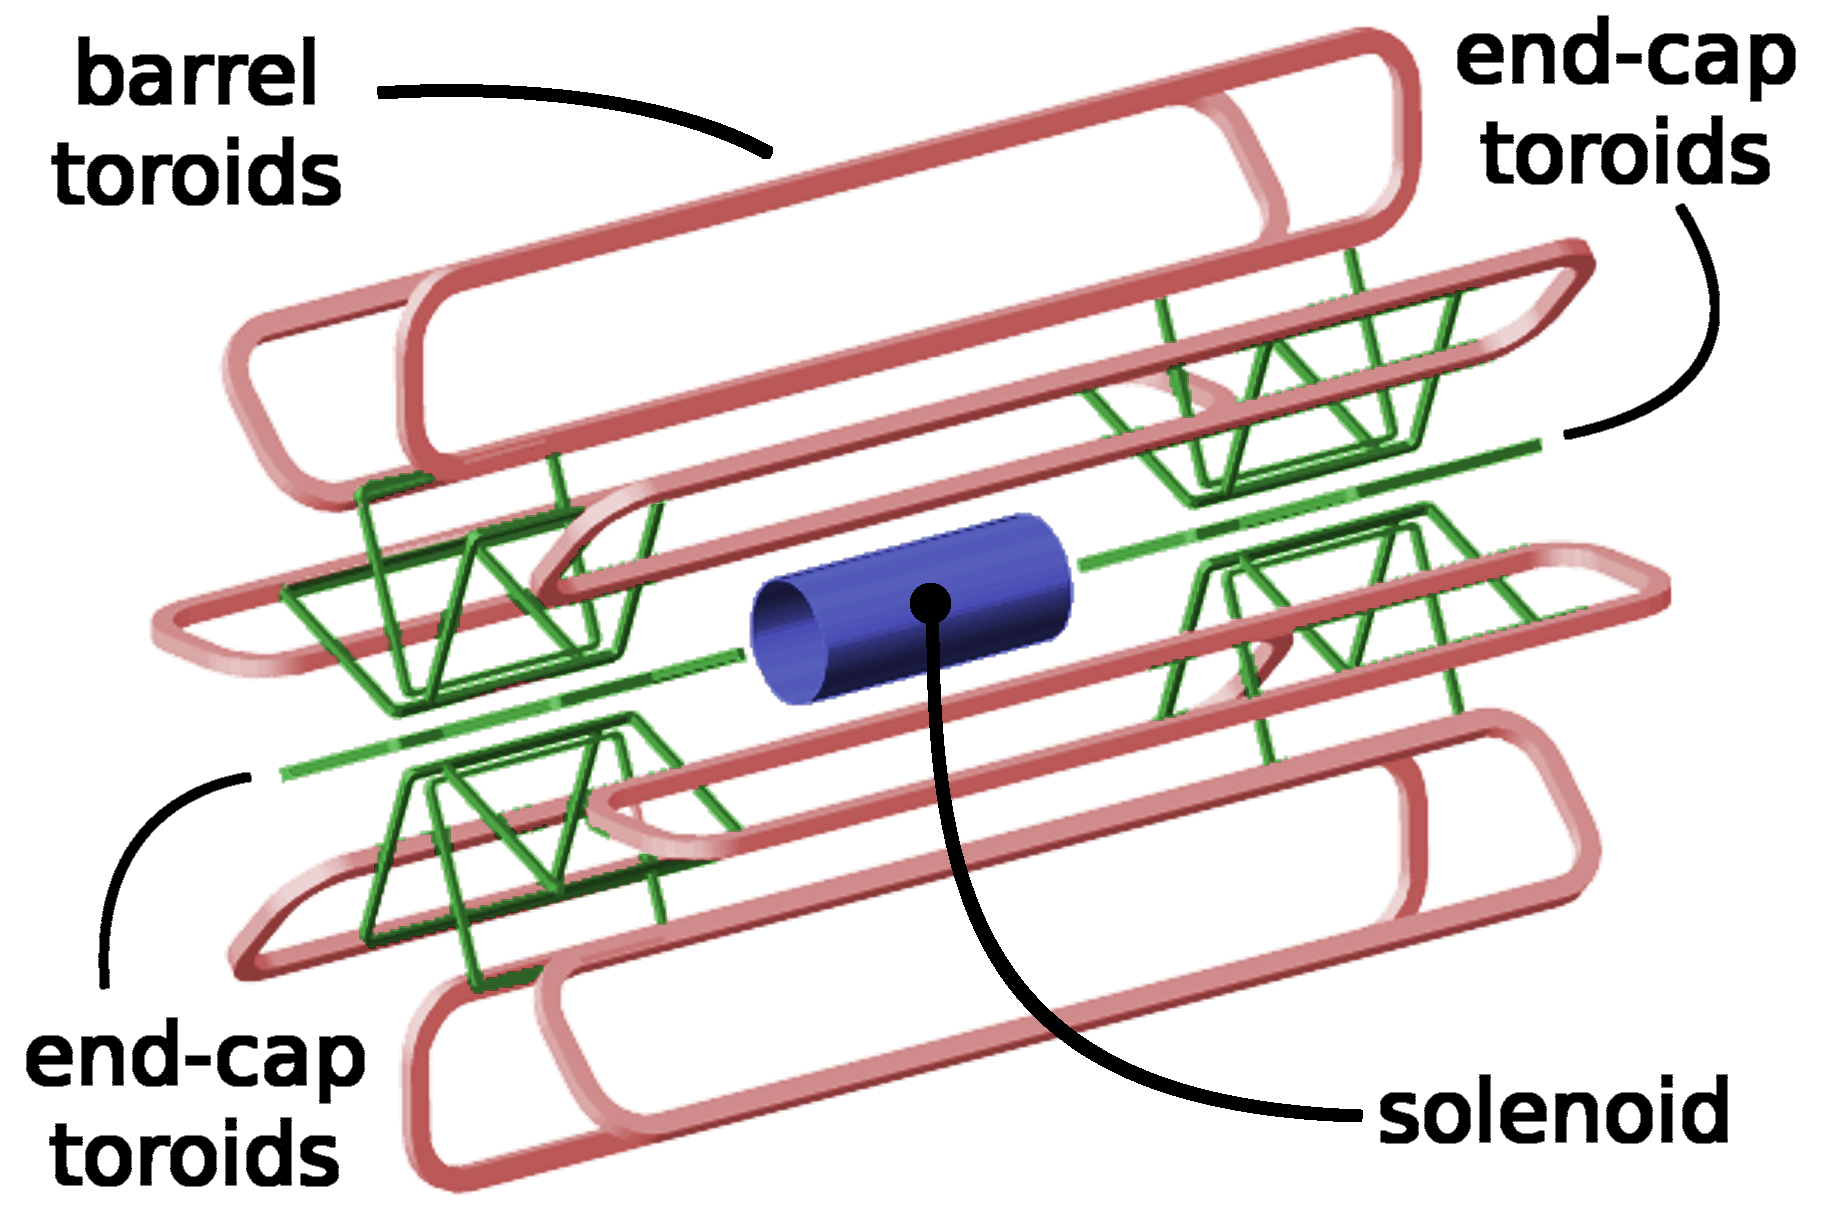 barrel
toroids
end-cap
toroids
end-cap
toroids
solenoid